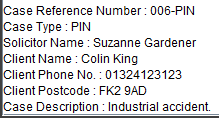 Case Reference Number : 006-PIN
Case Type : PIN
Solicitor Name : Suzanne Gardener
Client Name : Colin King
Client Phone No. : 01324123123
Client Postcode : FK2 9AD
Case Description : Industrial accident.